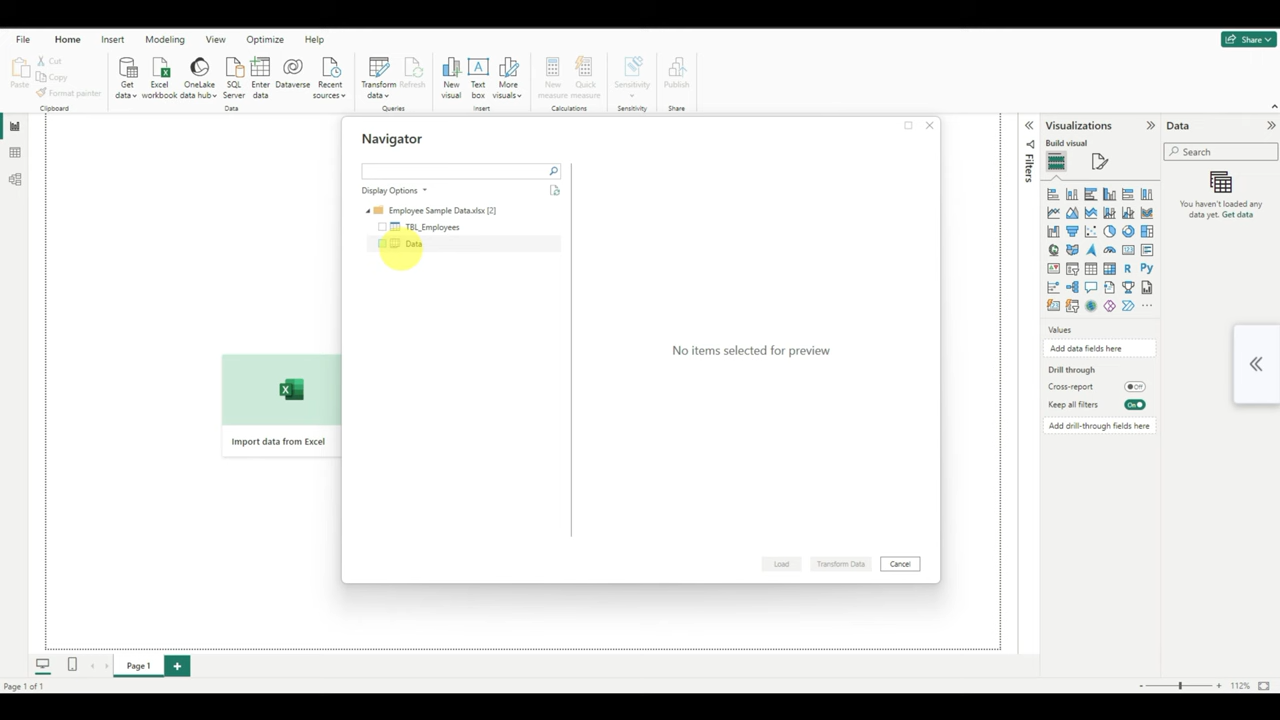 File Home Insert Modeling View Optimize Help Share
Cut
Copy
Format painter
Paste
Get data
Excel workbook
OneLake data hub
SQL Server
Enter data
Dataverse
Recent sources
Transform data
Refresh
New visual
Text box
More visuals
New measure
Quick measure
Sensitivity
Publish
Clipboard Data Queries Insert Calculations Sensitivity Share
Navigator
Display Options
Employee Sample Data.xlsx [2]
TBL_Employees
Data
No items selected for preview
Load Transform Data Cancel
Import data from Excel
Filters
Visualizations
Build visual
R Py
Values
Add data fields here
Drill through
Cross-report Off
Keep all filters On
Add drill-through fields here
Data
Search
You haven't loaded
any data yet. Get data
Page 1
Page 1 of 1
112%